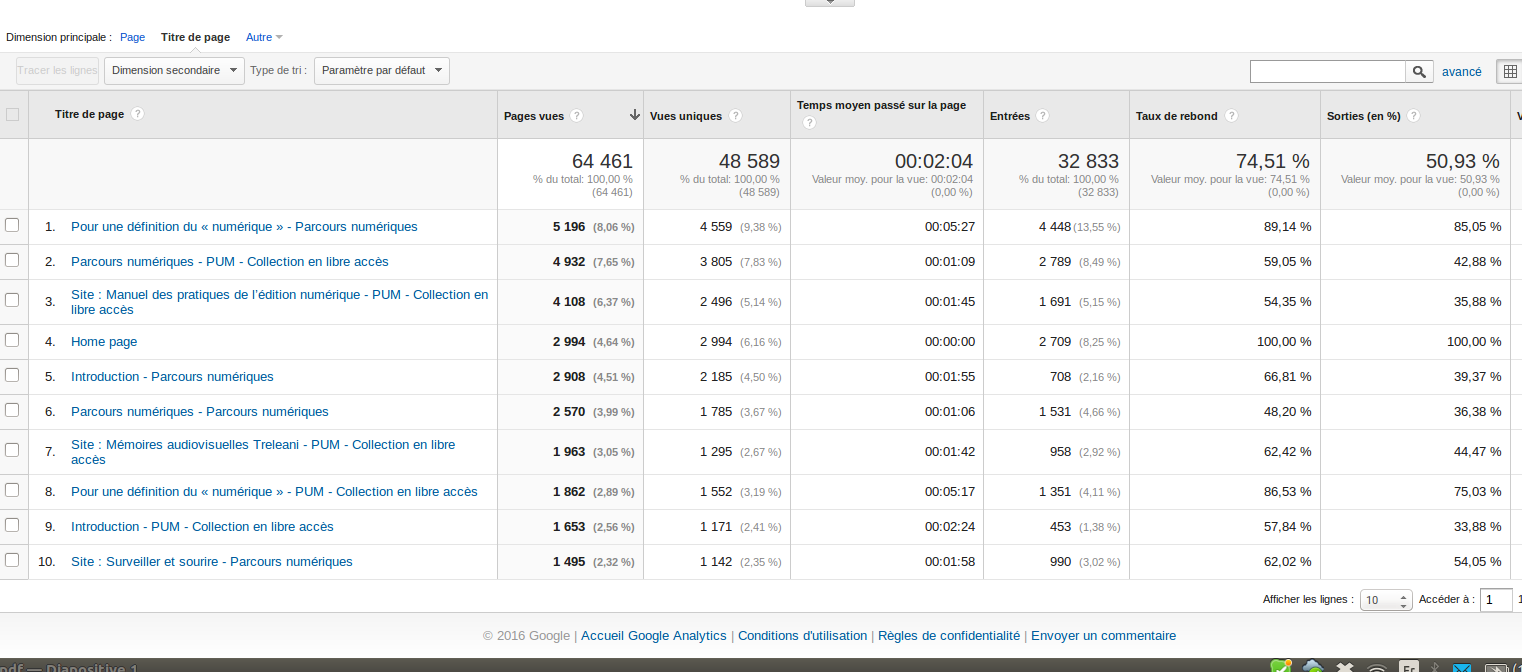 Dimension principale : Page Titre de page Autre
Tracer les lignes Dimension secondaire Type de tri : Paramètre par défaut avancé
Titre de page ? Pages vues ? Vues uniques ? Temps moyen passé sur la page ? Entrées ? Taux de rebond ? Sorties (en %) ? V
64 461 48 589 00:02:04 32 833 74,51 % 50,93 %
% du total: 100,00 % % du total: 100,00 % Valeur moy. pour la vue: 00:02:04 % du total: 100,00 % Valeur moy. pour la vue: 74,51 % Valeur moy. pour la vue: 50,93 %
(64 461) (48 589) (0,00 %) (32 833) (0,00 %) (0,00 %)
1. Pour une définition du « numérique » - Parcours numériques 5 196 (8,06 %) 4 559 (9,38 %) 00:05:27 4 448 (13,55 %) 89,14 % 85,05 %
2. Parcours numériques - PUM - Collection en libre accès 4 932 (7,65 %) 3 805 (7,83 %) 00:01:09 2 789 (8,49 %) 59,05 % 42,88 %
3. Site : Manuel des pratiques de l'édition numérique - PUM - Collection en
libre accès 4 108 (6,37 %) 2 496 (5,14 %) 00:01:45 1 691 (5,15 %) 54,35 % 35,88 %
4. Home page 2 994 (4,64 %) 2 994 (6,16 %) 00:00:00 2 709 (8,25 %) 100,00 % 100,00 %
5. Introduction - Parcours numériques 2 908 (4,51 %) 2 185 (4,50 %) 00:01:55 708 (2,16 %) 66,81 % 39,37 %
6. Parcours numériques - Parcours numériques 2 570 (3,99 %) 1 785 (3,67 %) 00:01:06 1 531 (4,66 %) 48,20 % 36,38 %
7. Site : Mémoires audiovisuelles Treleani - PUM - Collection en libre
accès 1 963 (3,05 %) 1 295 (2,67 %) 00:01:42 958 (2,92 %) 62,42 % 44,47 %
8. Pour une définition du « numérique » - PUM - Collection en libre accès 1 862 (2,89 %) 1 552 (3,19 %) 00:05:17 1 351 (4,11 %) 86,53 % 75,03 %
9. Introduction - PUM - Collection en libre accès 1 653 (2,56 %) 1 171 (2,41 %) 00:02:24 453 (1,38 %) 57,84 % 33,88 %
10. Site : Surveiller et sourire - Parcours numériques 1 495 (2,32 %) 1 142 (2,35 %) 00:01:58 990 (3,02 %) 62,02 % 54,05 %
Afficher les lignes : 10 Accéder à : 1 1
© 2016 Google | Accueil Google Analytics | Conditions d'utilisation | Règles de confidentialité | Envoyer un commentaire
pdf — Diapositive 1 Fr